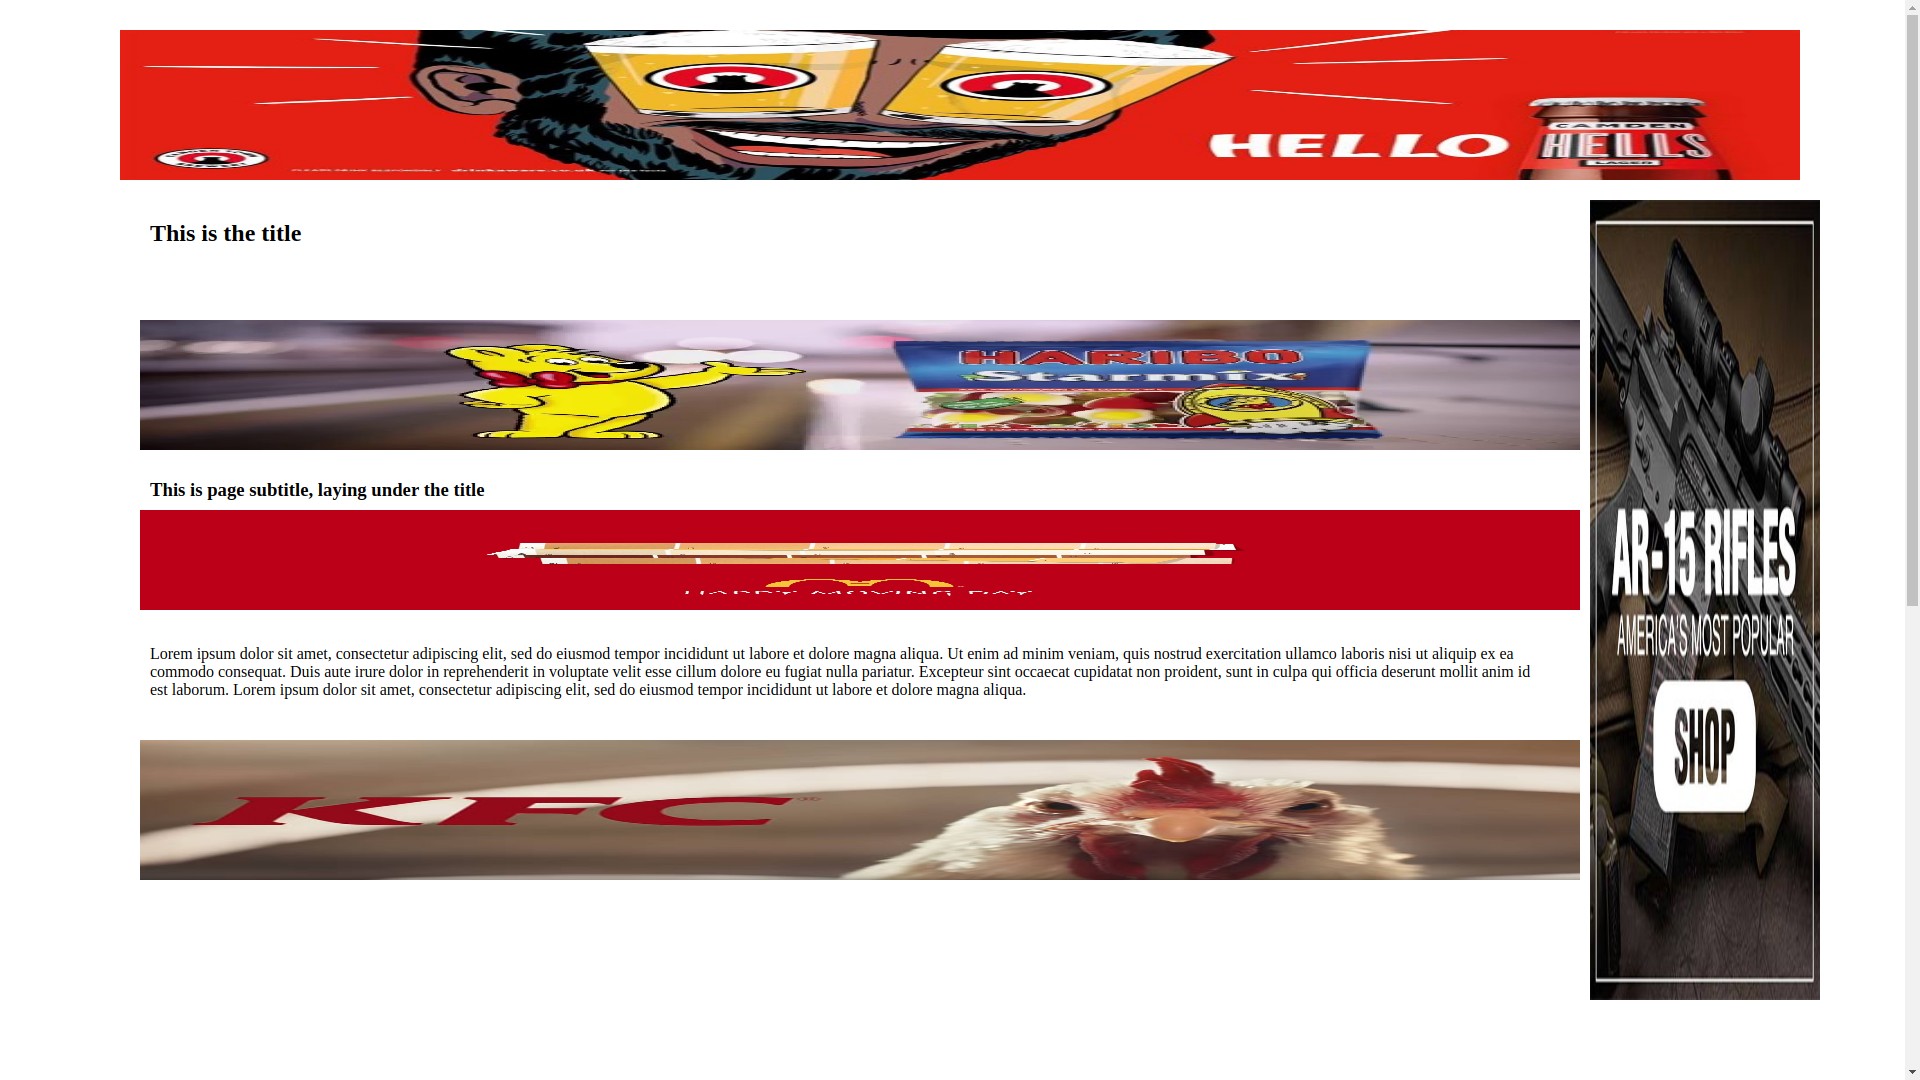 HELLO
CAMDEN
HELLS
LAGER
This is the title
HARIBO
Starmix
This is page subtitle, laying under the title
HAPPY MOVING DAY
AR-15 RIFLES
AMERICA'S MOST POPULAR
SHOP
Lorem ipsum dolor sit amet, consectetur adipiscing elit, sed do eiusmod tempor incididunt ut labore et dolore magna aliqua. Ut enim ad minim veniam, quis nostrud exercitation ullamco laboris nisi ut aliquip ex ea
commodo consequat. Duis aute irure dolor in reprehenderit in voluptate velit esse cillum dolore eu fugiat nulla pariatur. Excepteur sint occaecat cupidatat non proident, sunt in culpa qui officia deserunt mollit anim id
est laborum. Lorem ipsum dolor sit amet, consectetur adipiscing elit, sed do eiusmod tempor incididunt ut labore et dolore magna aliqua.
KFC®